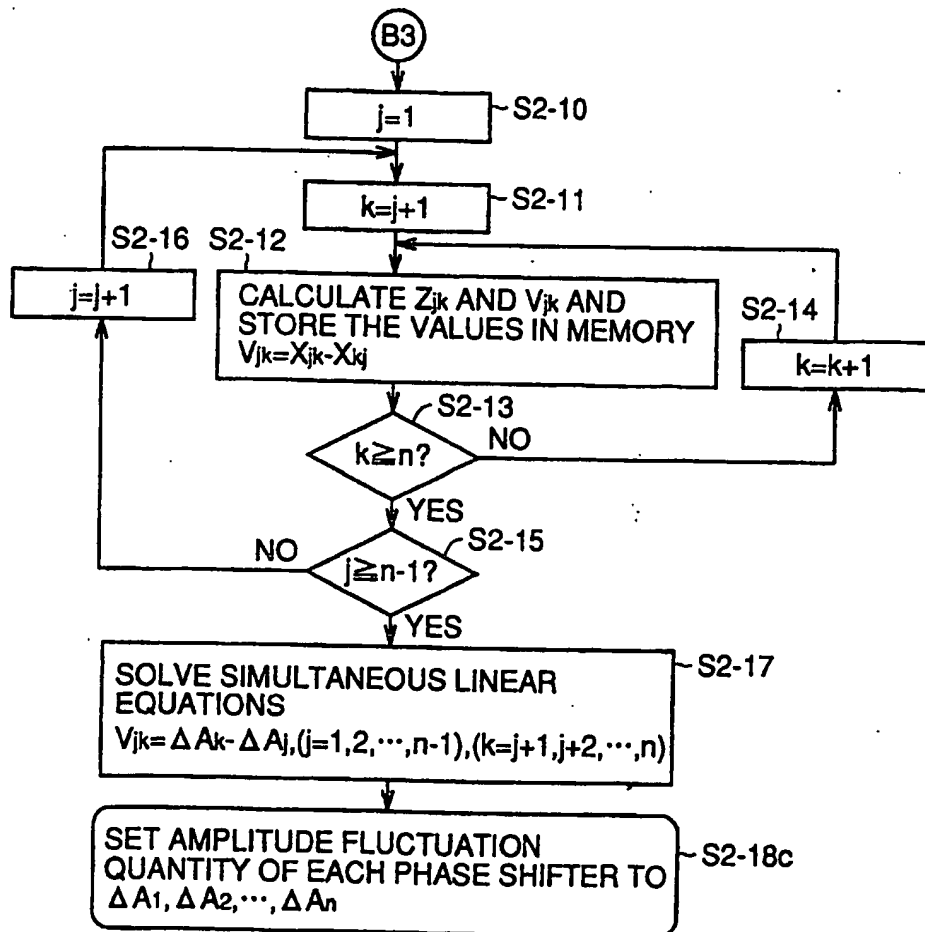 B3
j=1
S2-10
k=j+1
S2-11
S2-16
S2-12
j=j+1
CALCULATE Zjk AND Vjk AND
STORE THE VALUES IN MEMORY
Vjk=Xjk-Xkj
S2-14
k=k+1
S2-13
k≧n?
NO
YES
S2-15
NO
j≧n-1?
YES
S2-17
SOLVE SIMULTANEOUS LINEAR
EQUATIONS
Vjk=ΔAk-ΔAj,(j=1,2,⋯,n-1),(k=j+1,j+2,⋯,n)
SET AMPLITUDE FLUCTUATION
QUANTITY OF EACH PHASE SHIFTER TO
ΔA1,ΔA2,⋯,ΔAn
S2-18c